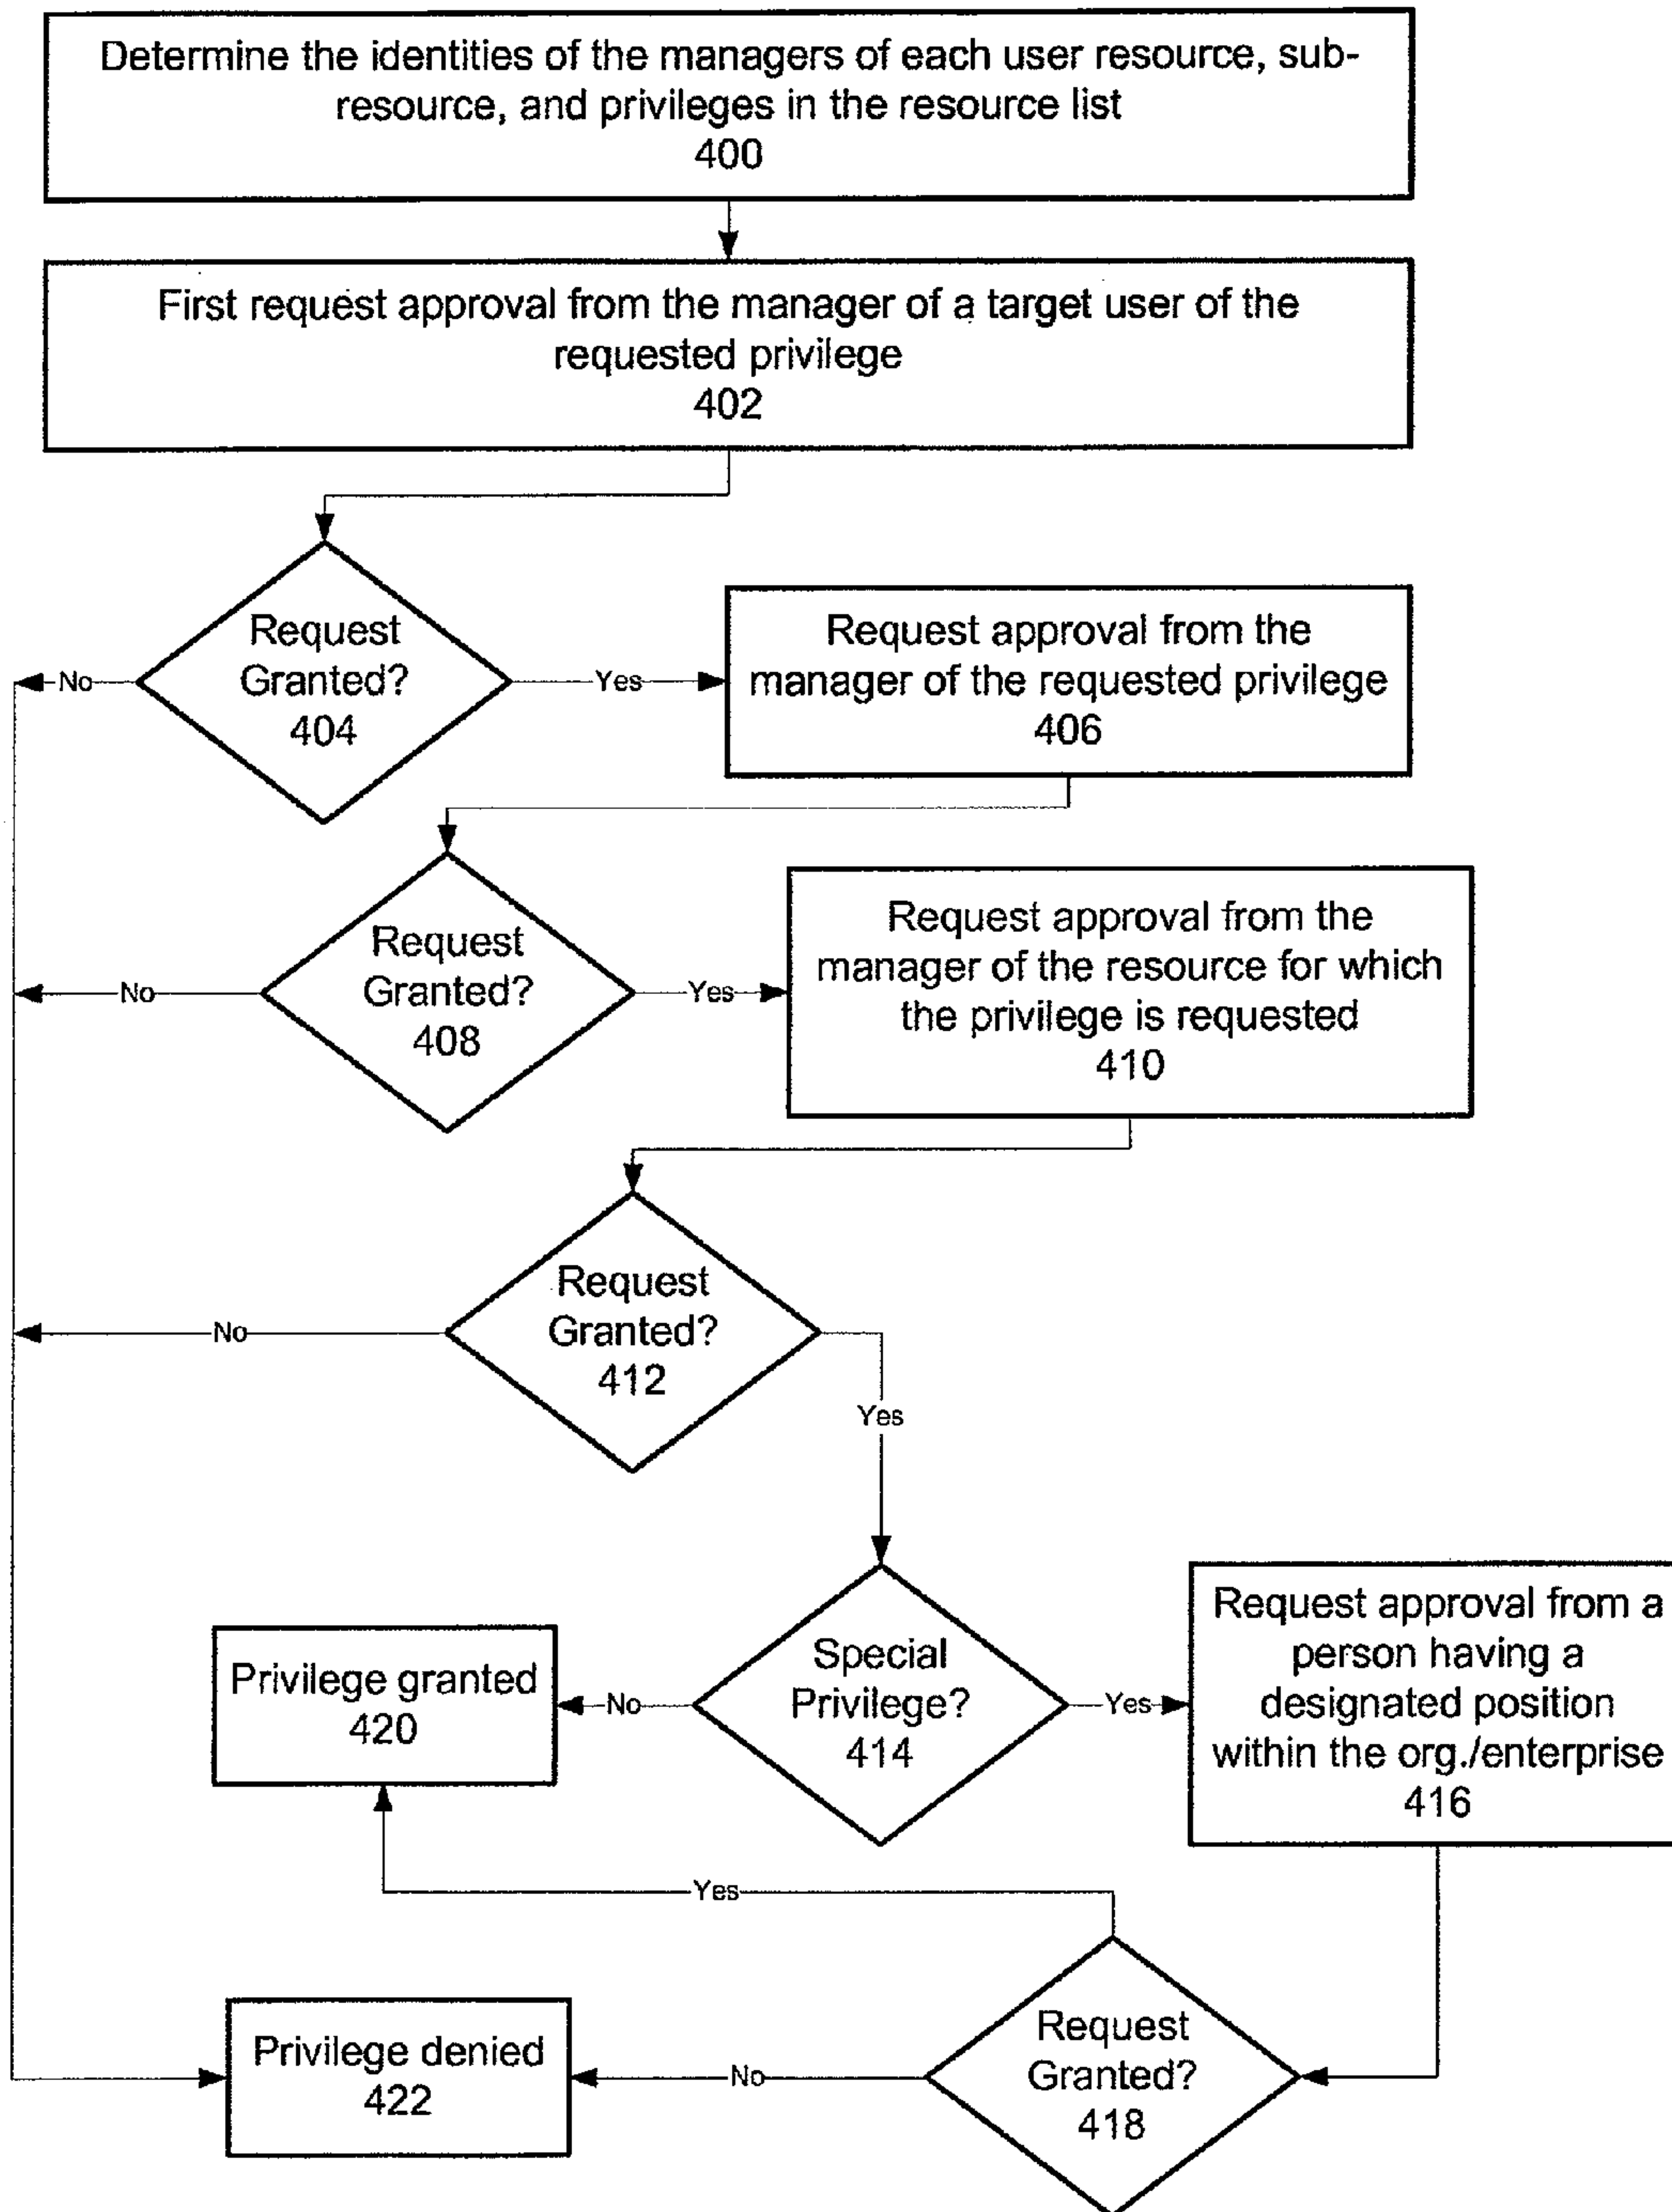 Determine the identities of the managers of each user resource, sub-
resource, and privileges in the resource list
400
First request approval from the manager of a target user of the
requested privilege
402
Request
Granted?
404
No
Yes
Request approval from the
manager of the requested privilege
406
Request
Granted?
408
No
Yes
Request approval from the
manager of the resource for which
the privilege is requested
410
Request
Granted?
412
No
Yes
Special
Privilege?
414
No
Yes
Privilege granted
420
Request approval from a
person having a
designated position
within the org./enterprise
416
Yes
Request
Granted?
418
No
Privilege denied
422